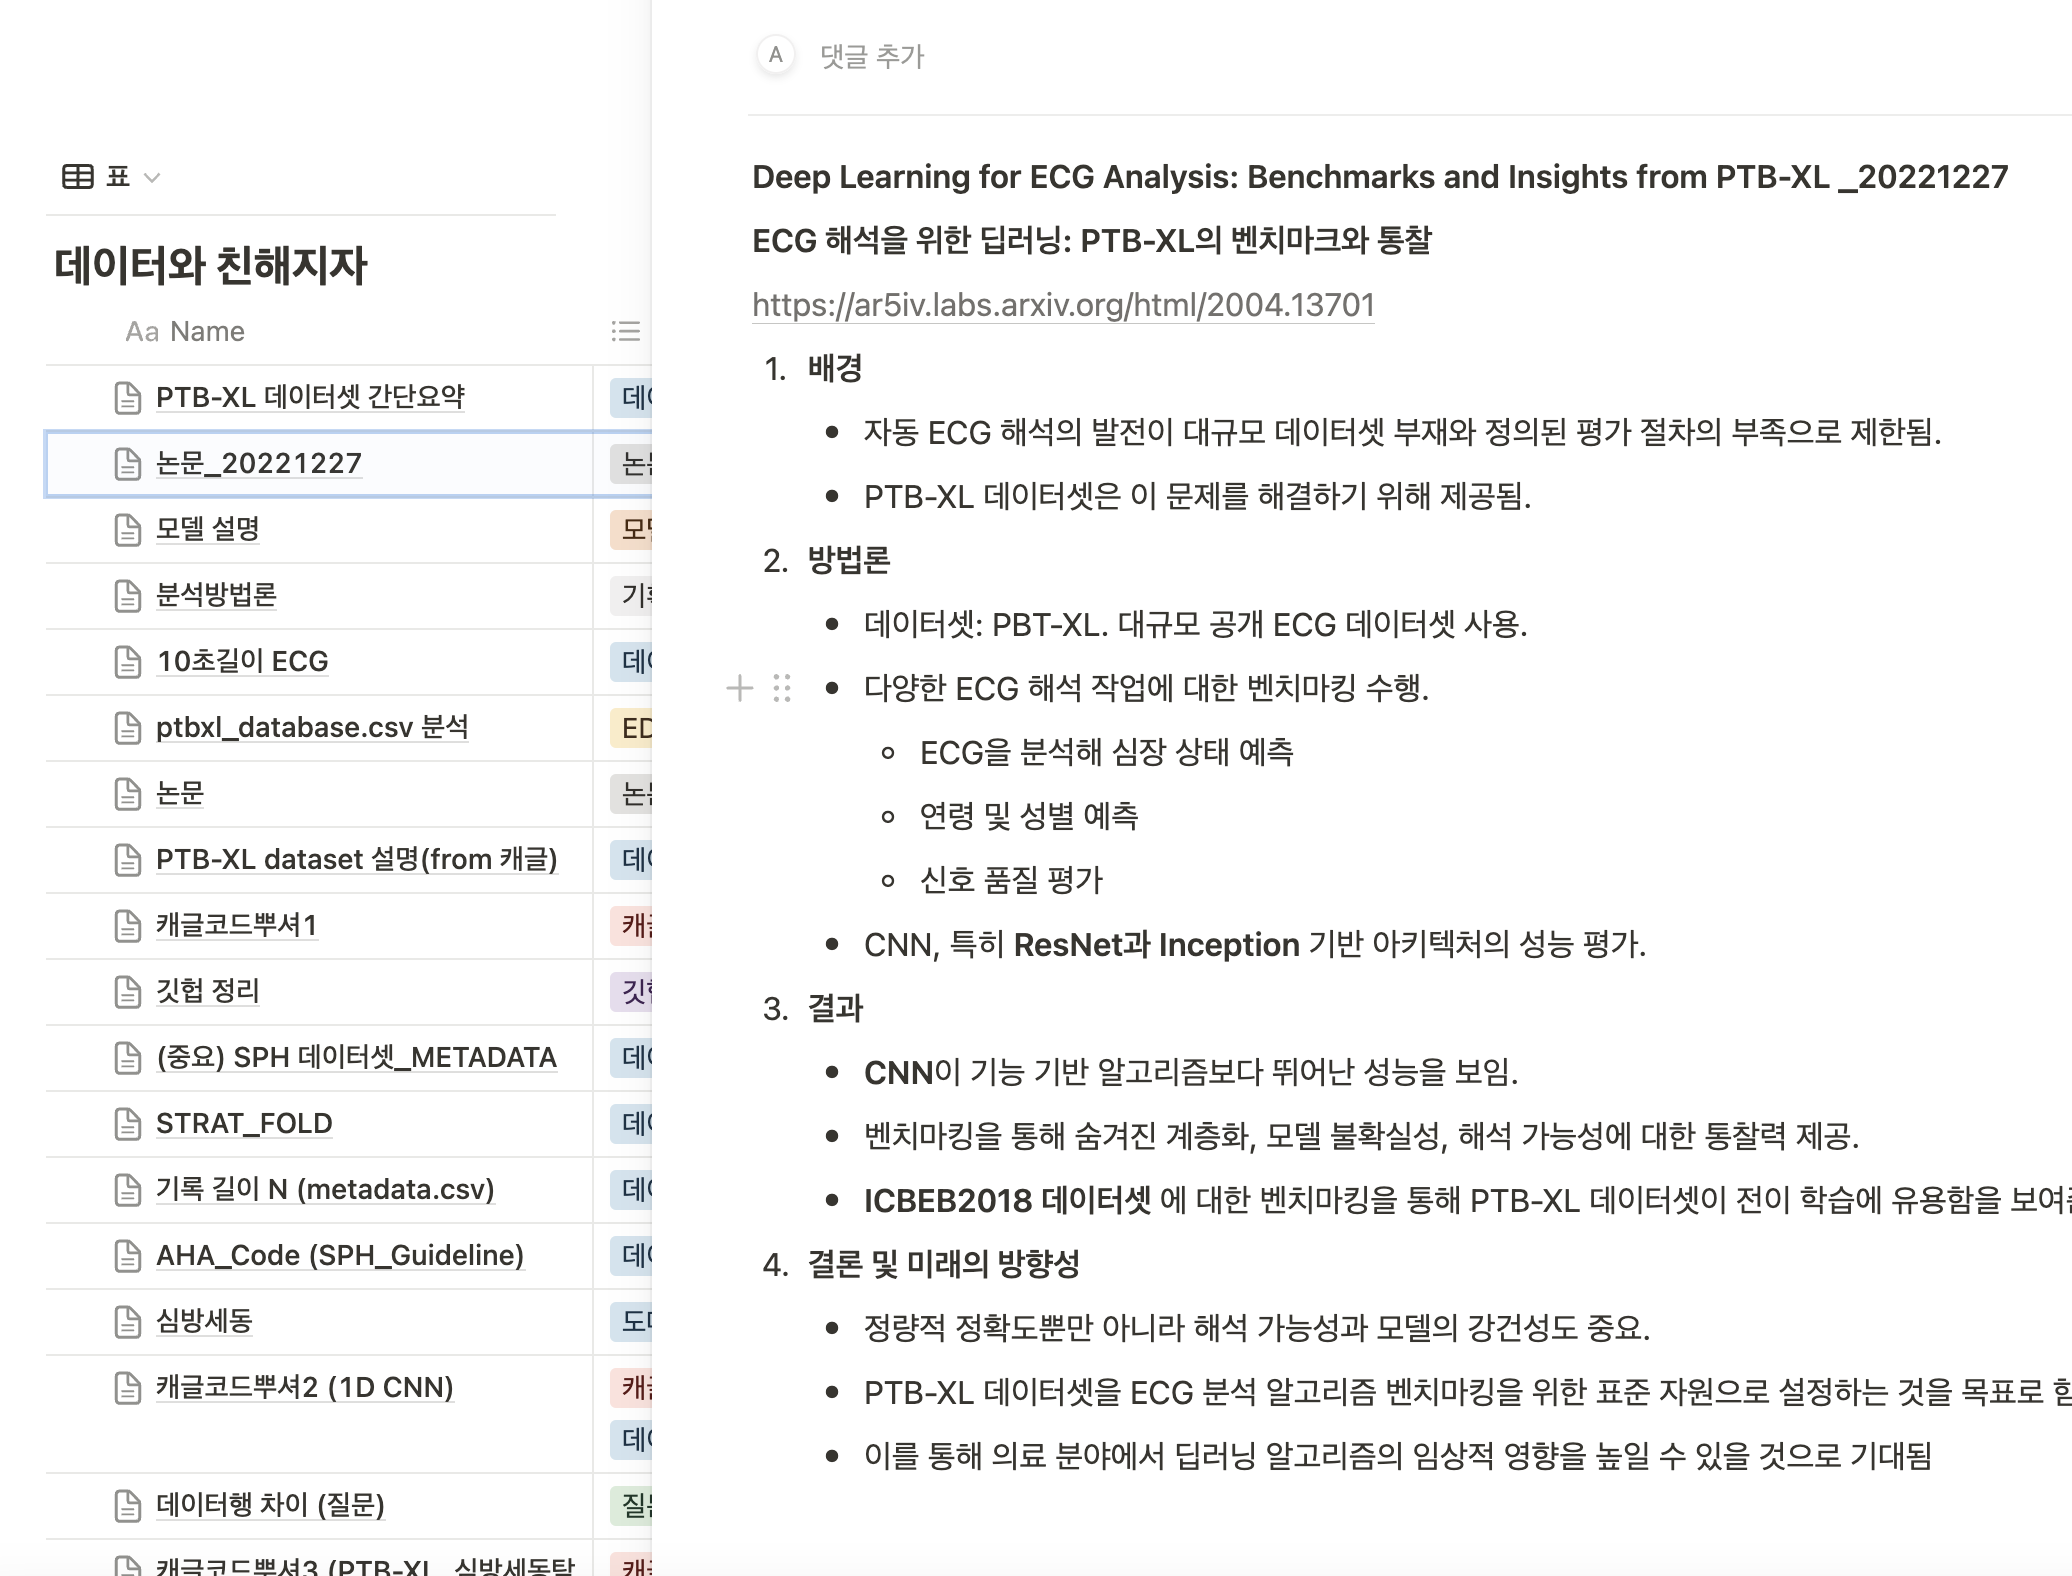 표
데이터와 친해지자
Aa Name
PTB-XL 데이터셋 간단요약
논문_20221227
모델 설명
분석방법론
10초길이 ECG
ptbxl_database.csv 분석
논문
PTB-XL dataset 설명(from 캐글)
캐글코드뿌셔1
깃헙 정리
(중요) SPH 데이터셋_METADATA
STRAT_FOLD
기록 길이 N (metadata.csv)
AHA_Code (SPH_Guideline)
심방세동
캐글코드뿌셔2 (1D CNN)
데이터행 차이 (질문)
캐글코드뿌셔3 (PTB-XL, 심방세동탐
A 댓글 추가
Deep Learning for ECG Analysis: Benchmarks and Insights from PTB-XL _20221227
ECG 해석을 위한 딥러닝: PTB-XL의 벤치마크와 통찰
https://ar5iv.labs.arxiv.org/html/2004.13701
1. 배경
• 자동 ECG 해석의 발전이 대규모 데이터셋 부재와 정의된 평가 절차의 부족으로 제한됨.
• PTB-XL 데이터셋은 이 문제를 해결하기 위해 제공됨.
2. 방법론
• 데이터셋: PBT-XL. 대규모 공개 ECG 데이터셋 사용.
• 다양한 ECG 해석 작업에 대한 벤치마킹 수행.
◦ ECG을 분석해 심장 상태 예측
◦ 연령 및 성별 예측
◦ 신호 품질 평가
• CNN, 특히 ResNet과 Inception 기반 아키텍처의 성능 평가.
3. 결과
• CNN이 기능 기반 알고리즘보다 뛰어난 성능을 보임.
• 벤치마킹을 통해 숨겨진 계층화, 모델 불확실성, 해석 가능성에 대한 통찰력 제공.
• ICBEB2018 데이터셋 에 대한 벤치마킹을 통해 PTB-XL 데이터셋이 전이 학습에 유용함을
4. 결론 및 미래의 방향성
• 정량적 정확도뿐만 아니라 해석 가능성과 모델의 강건성도 중요.
• PTB-XL 데이터셋을 ECG 분석 알고리즘 벤치마킹을 위한 표준 자원으로 설정하는 것을 목표로
• 이를 통해 의료 분야에서 딥러닝 알고리즘의 임상적 영향을 높일 수 있을 것으로 기대됨